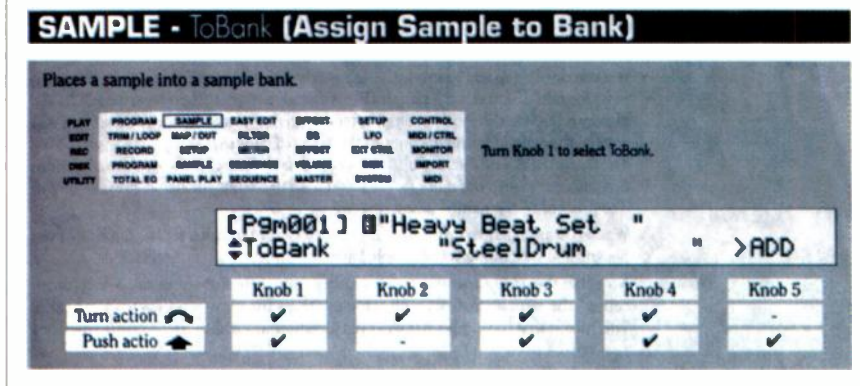 SAMPLE - ToBank (Assign Sample to Bank)
Places a sample into a sample bank.
PLAY PROGRAM SAMPLE EASY EDIT EFFECT SETUP CONTROL
EDIT TRIM / LOOP MAP / OUT FILTER LFO MIDI / CTRL
REC RECORD SETUP METER EFFECT EXT CTRL MONITOR
DISK PROGRAM SAMPLE SEQUENCE VOLUME DISK IMPORT
UTILITY TOTAL EQ PANEL PLAY SEQUENCE MASTER SYSTEM MIDI
Turn Knob 1 to select ToBank.
[Pgm001] "Heavy Beat Set "
ToBank "SteelDrum " >ADD
Knob 1 Knob 2 Knob 3 Knob 4 Knob 5
Turn action ✔ ✔ ✔ ✔ -
Push actio ✔ - ✔ ✔ ✔